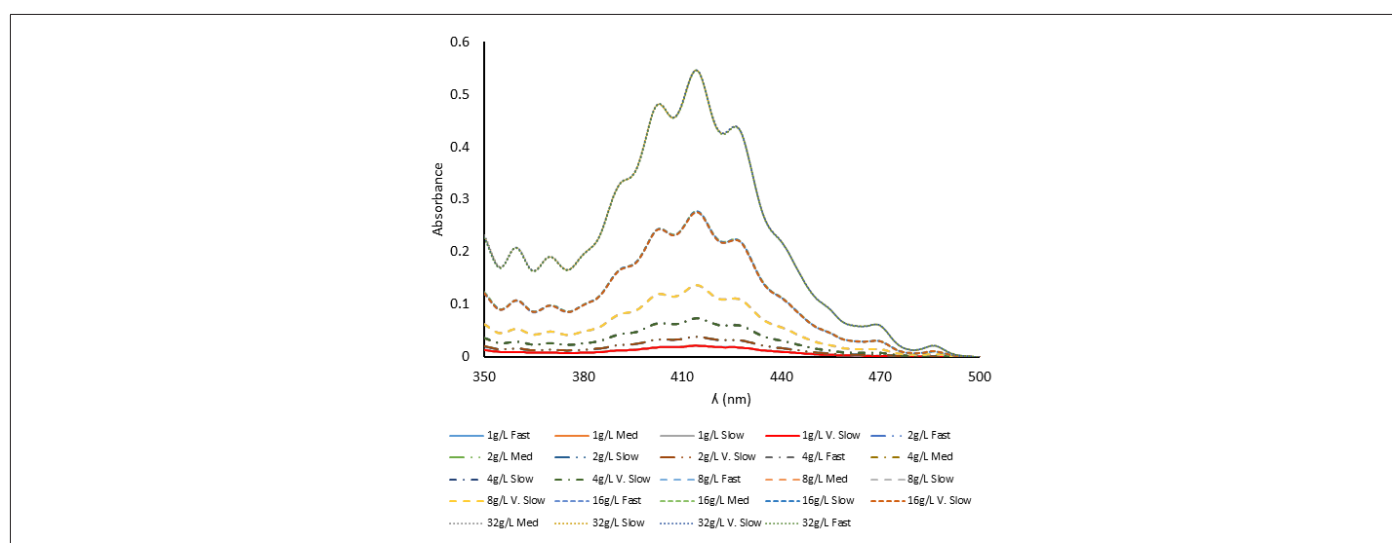 0.6
0.5
0.4
0.3
0.2
0.1
0
Absorbance
350 380 410 440 470 500
ʎ (nm)
1g/L Fast 1g/L Med 1g/L Slow 1g/L V. Slow 2g/L Fast
2g/L Med 2g/L Slow 2g/L V. Slow 4g/L Fast 4g/L Med
4g/L Slow 4g/L V. Slow 8g/L Fast 8g/L Med 8g/L Slow
8g/L V. Slow 16g/L Fast 16g/L Med 16g/L Slow 16g/L V. Slow
32g/L Med 32g/L Slow 32g/L V. Slow 32g/L Fast